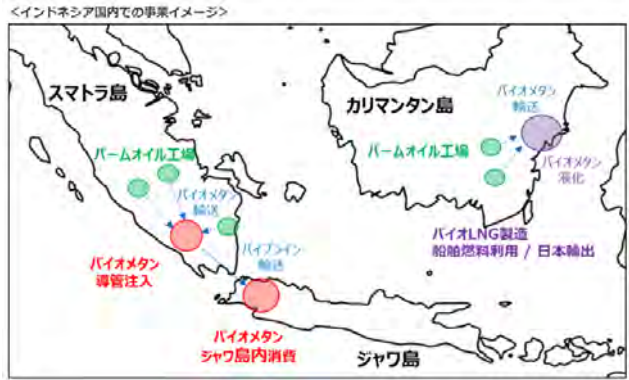 <インドネシア国内での事業イメージ>
スマトラ島
パームオイル工場
バイオメタン
輸送
バイオメタン
導管注入
パイプライン
輸送
バイオメタン
ジャワ島内消費
ジャワ島
カリマンタン島
バイオメタン
輸送
パームオイル工場
バイオメタン
液化
バイオLNG製造
船舶燃料利用 / 日本輸出